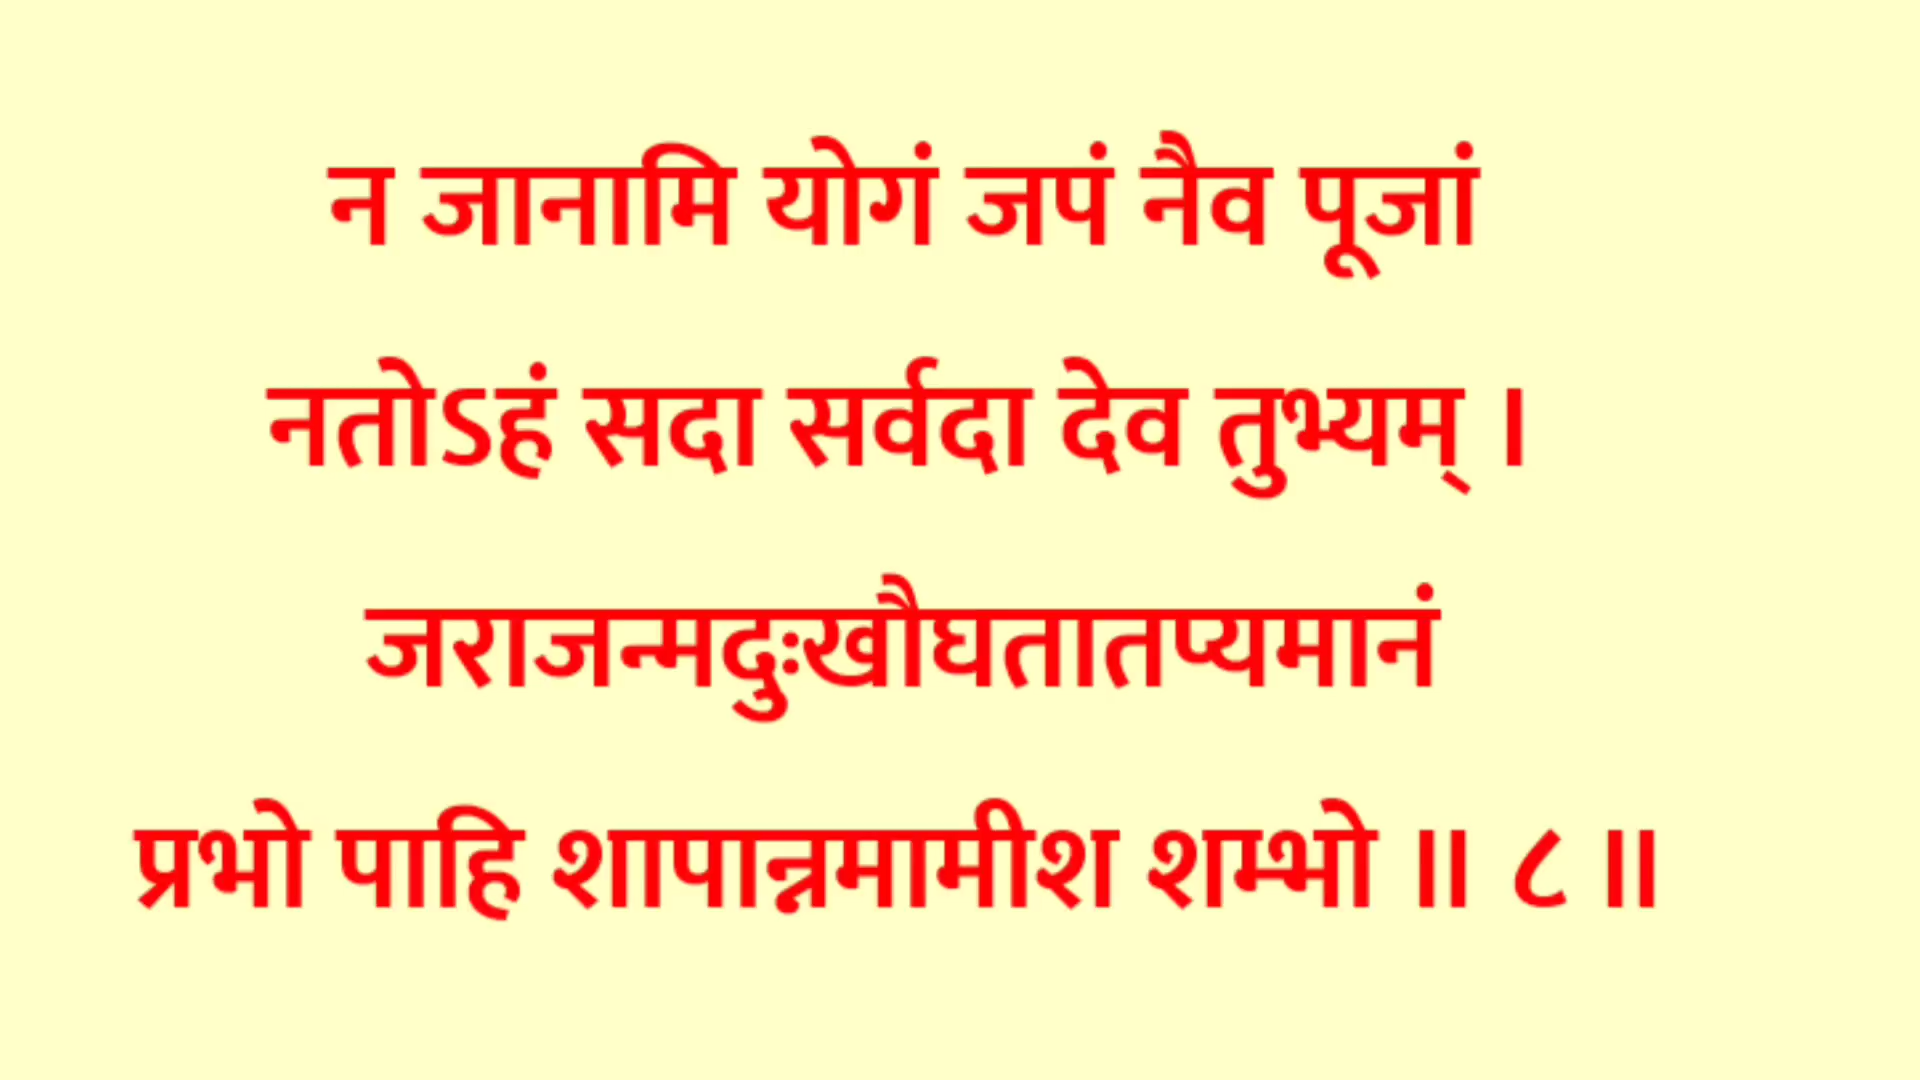 न जानामि योगं जपं नैव पूजां
नतोऽहं सदा सर्वदा देव तुभ्यम् ।
जराजन्मदुःखौघतातप्यमानं
प्रभो पाहि शापान्नमामीश शम्भो ॥ ८ ॥